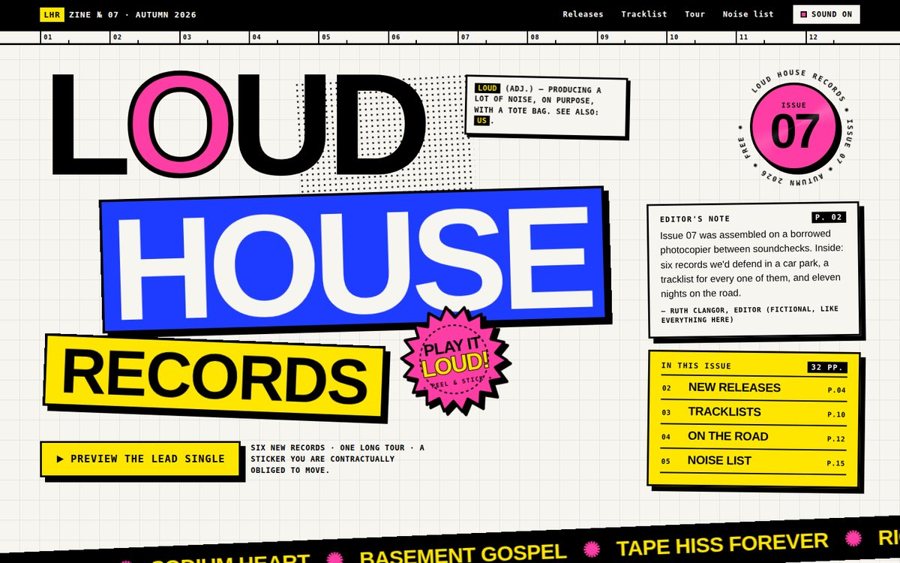 LHR ZINE № 07 · AUTUMN 2026
Releases Tracklist Tour Noise list SOUND ON
01 02 03 04 05 06 07 08 09 10 11 12
LOUD
HOUSE
RECORDS
LOUD (ADJ.) — PRODUCING A
LOT OF NOISE, ON PURPOSE,
WITH A TOTE BAG. SEE ALSO:
US.
LOUD HOUSE RECORDS * ISSUE 07 * AUTUMN 2026 * FREE *
ISSUE
07
EDITOR'S NOTE P. 02
Issue 07 was assembled on a borrowed
photocopier between soundchecks. Inside:
six records we'd defend in a car park, a
tracklist for every one of them, and eleven
nights on the road.
— RUTH CLANGOR, EDITOR (FICTIONAL, LIKE
EVERYTHING HERE)
PLAY IT
LOUD!
PEEL & STICK
IN THIS ISSUE 32 PP.
02 NEW RELEASES P.04
03 TRACKLISTS P.10
04 ON THE ROAD P.12
05 NOISE LIST P.15
▶ PREVIEW THE LEAD SINGLE
SIX NEW RECORDS · ONE LONG TOUR · A
STICKER YOU ARE CONTRACTUALLY
OBLIGED TO MOVE.
SODIUM HEART BASEMENT GOSPEL TAPE HISS FOREVER